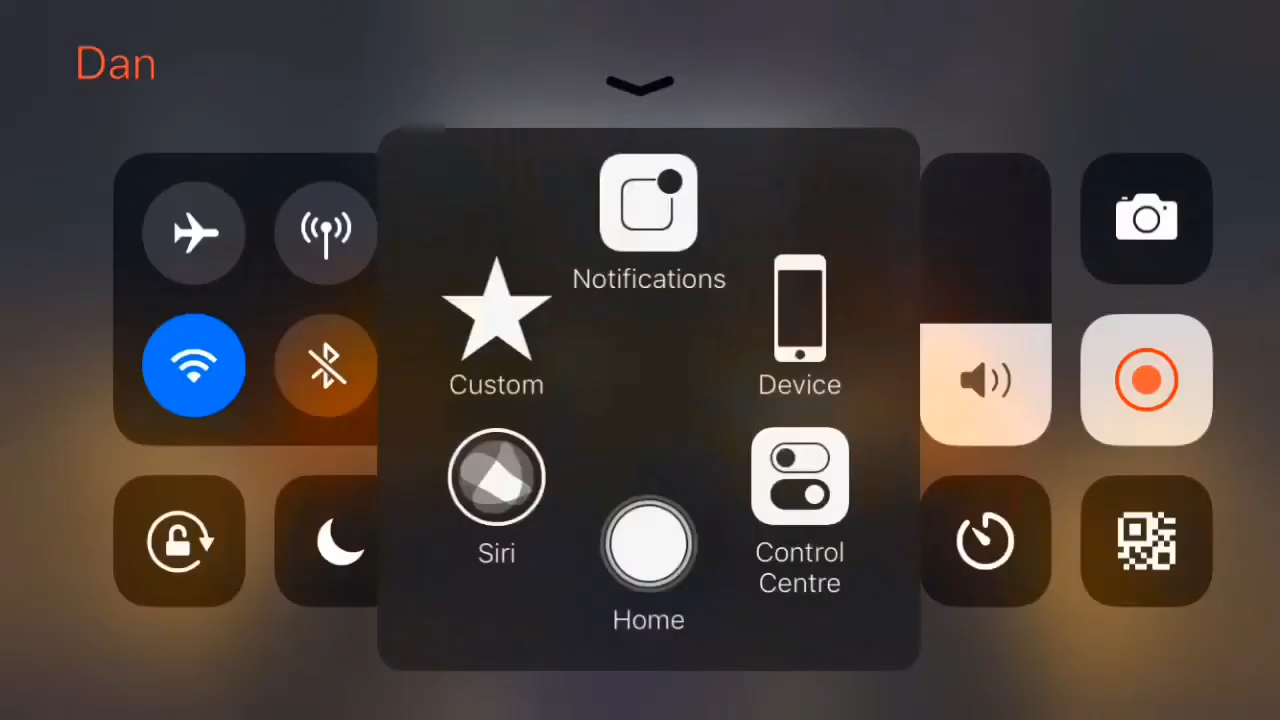 Dan
Notifications
Custom
Device
Siri
Control
Centre
Home